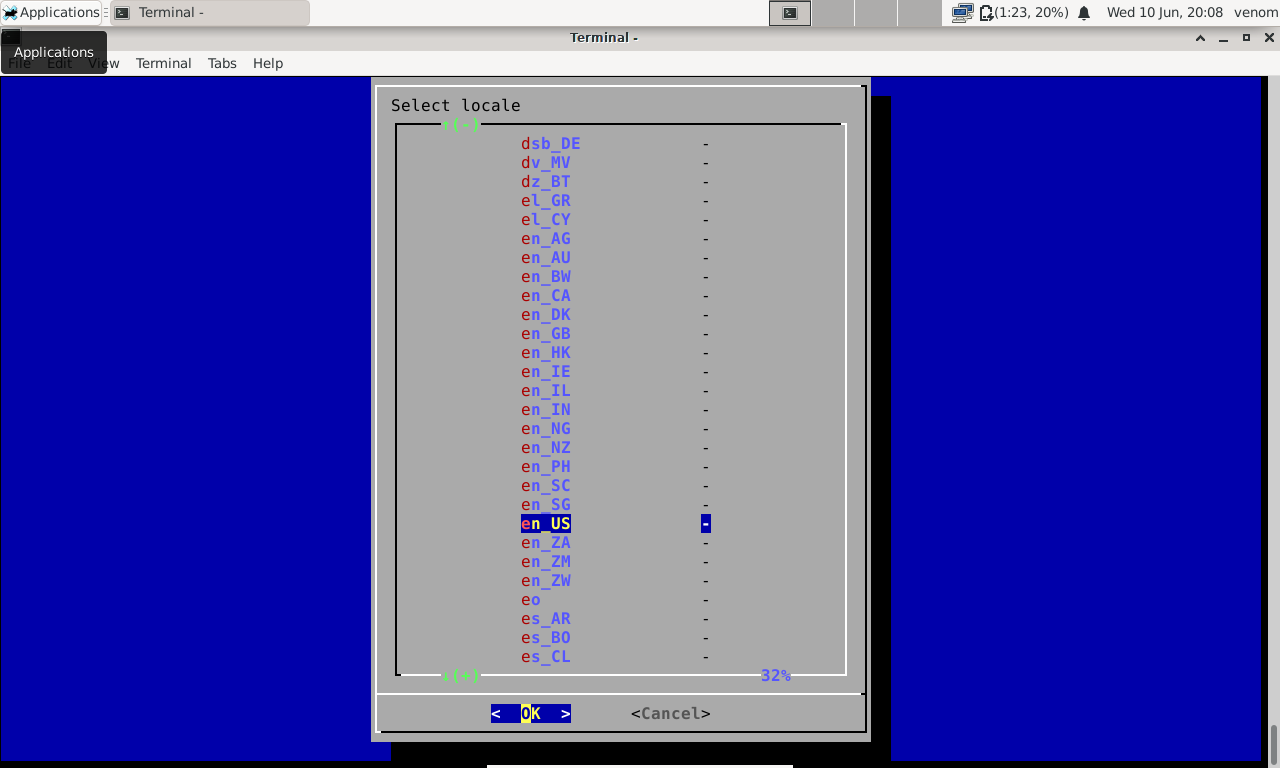 Applications Terminal - (1:23, 20%) Wed 10 Jun, 20:08 venom
Terminal -
Applications
File Edit View Terminal Tabs Help
Select locale
↑(-)
dsb_DE -
dv_MV -
dz_BT -
el_GR -
el_CY -
en_AG -
en_AU -
en_BW -
en_CA -
en_DK -
en_GB -
en_HK -
en_IE -
en_IL -
en_IN -
en_NG -
en_NZ -
en_PH -
en_SC -
en_SG -
en_US -
en_ZA -
en_ZM -
en_ZW -
eo -
es_AR -
es_BO -
es_CL -
↓(+) 32%
< OK > <Cancel>